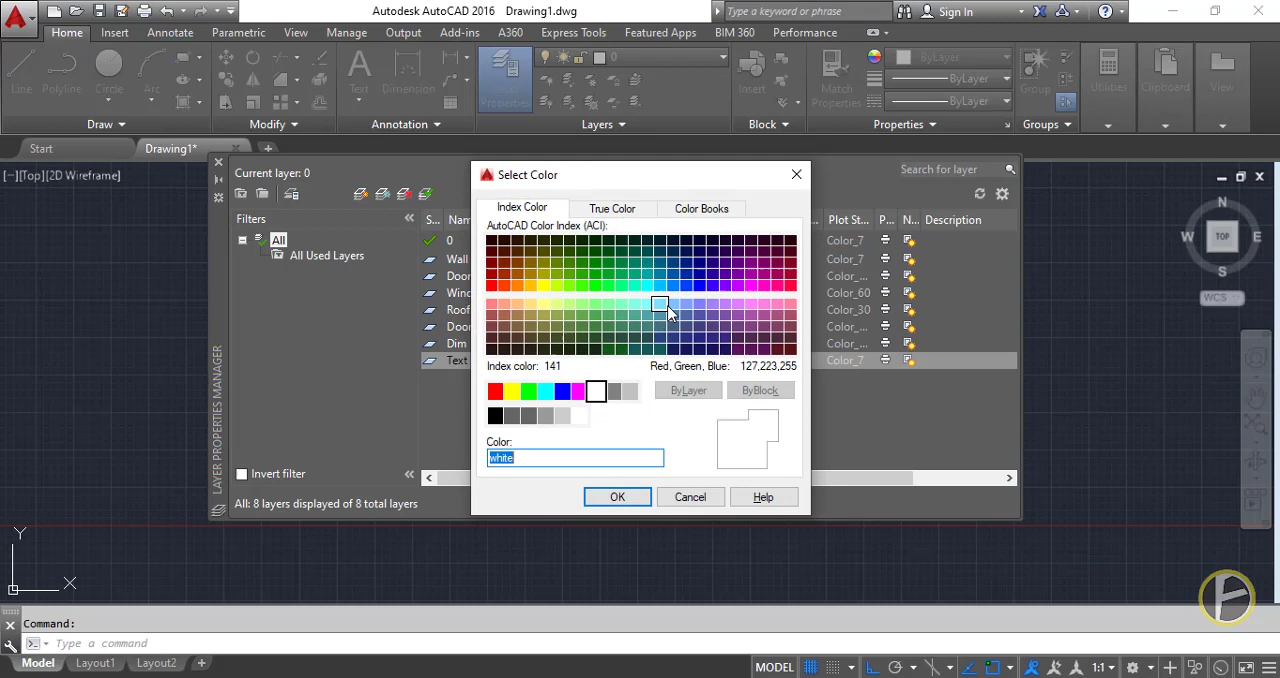 Autodesk AutoCAD 2016 Drawing1.dwg
Type a keyword or phrase
Sign In
Home Insert Annotate Parametric View Manage Output Add-ins A360 Express Tools Featured Apps BIM 360 Performance
Line Polyline Circle Arc
Text Dimension
Layer Properties
0
Insert
Match Properties
ByLayer
ByLayer
ByLayer
Group
Utilities Clipboard View
Draw Modify Annotation Layers Block Properties Groups
Start Drawing1*
[−][Top][2D Wireframe]
Current layer: 0
Search for layer
Filters
All
All Used Layers
S... Name
0
Wall
Door
Wind
Roof
Door
Dim
Text
Plot St... P... N... Description
Color_7
Color_7
Color_...
Color_60
Color_30
Color_...
Color_...
Color_7
Invert filter
All: 8 layers displayed of 8 total layers
LAYER PROPERTIES MANAGER
Select Color
Index Color True Color Color Books
AutoCAD Color Index (ACI):
Index color: 141 Red, Green, Blue: 127,223,255
ByLayer ByBlock
Color:
white
OK Cancel Help
N
W TOP E
S
WCS
Y
X
Command:
Type a command
Model Layout1 Layout2
MODEL 1:1